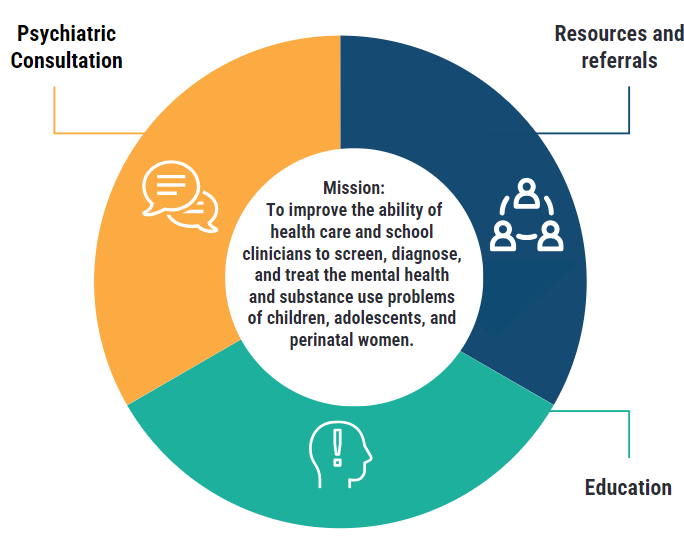 Psychiatric
Consultation
Resources and
referrals
Mission:
To improve the ability of
health care and school
clinicians to screen, diagnose,
and treat the mental health
and substance use problems
of children, adolescents, and
perinatal women.
Education